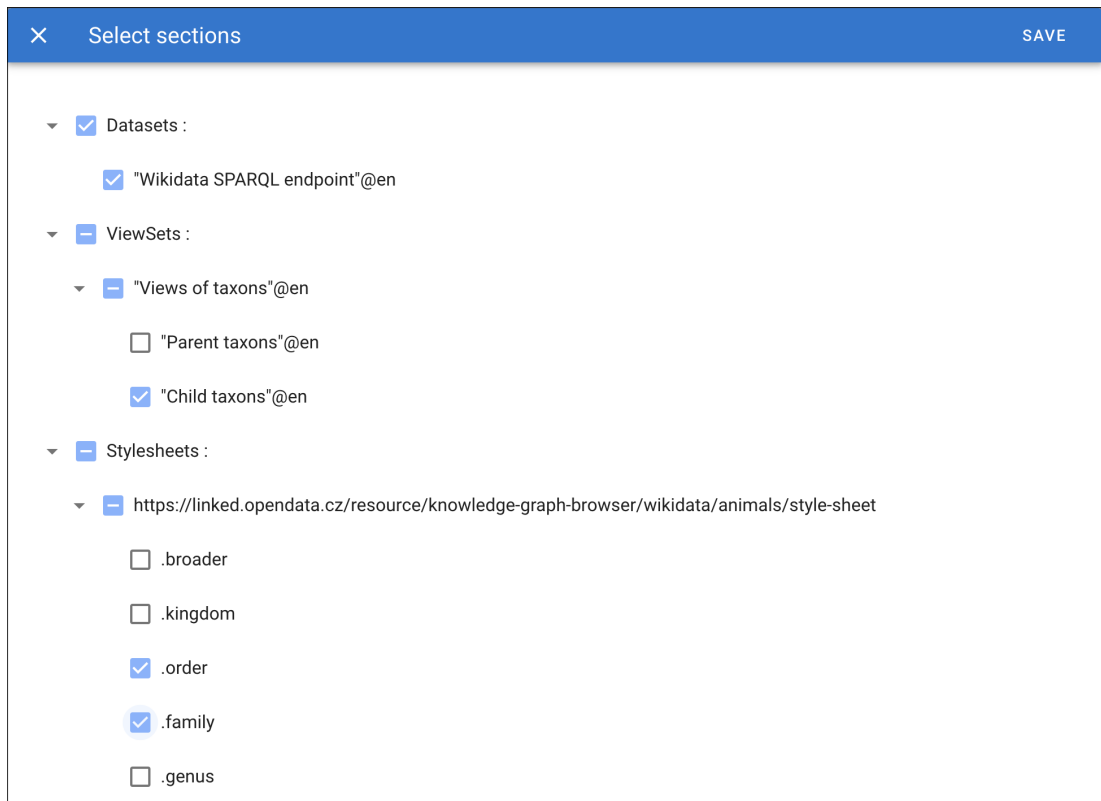 Select sections
SAVE
Datasets :
"Wikidata SPARQL endpoint"@en
ViewSets :
"Views of taxons"@en
"Parent taxons"@en
"Child taxons"@en
Stylesheets :
https://linked.opendata.cz/resource/knowledge-graph-browser/wikidata/animals/style-sheet
.broader
.kingdom
.order
.family
.genus